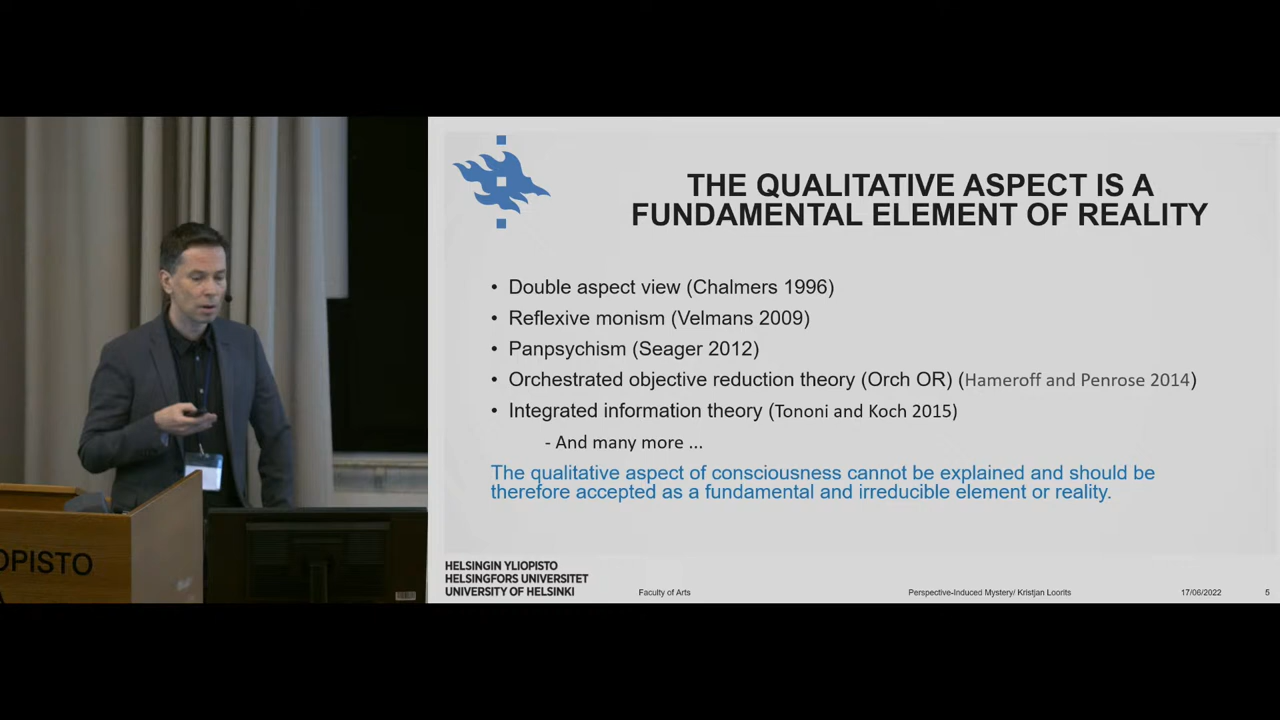 THE QUALITATIVE ASPECT IS A
FUNDAMENTAL ELEMENT OF REALITY
• Double aspect view (Chalmers 1996)
• Reflexive monism (Velmans 2009)
• Panpsychism (Seager 2012)
• Orchestrated objective reduction theory (Orch OR) (Hameroff and Penrose 2014)
• Integrated information theory (Tononi and Koch 2015)
- And many more ...
The qualitative aspect of consciousness cannot be explained and should be
therefore accepted as a fundamental and irreducible element or reality.
OPISTO
HELSINGIN YLIOPISTO
HELSINGFORS UNIVERSITET
UNIVERSITY OF HELSINKI
Faculty of Arts
Perspective-Induced Mystery/ Kristjan Loorits
17/06/2022
5